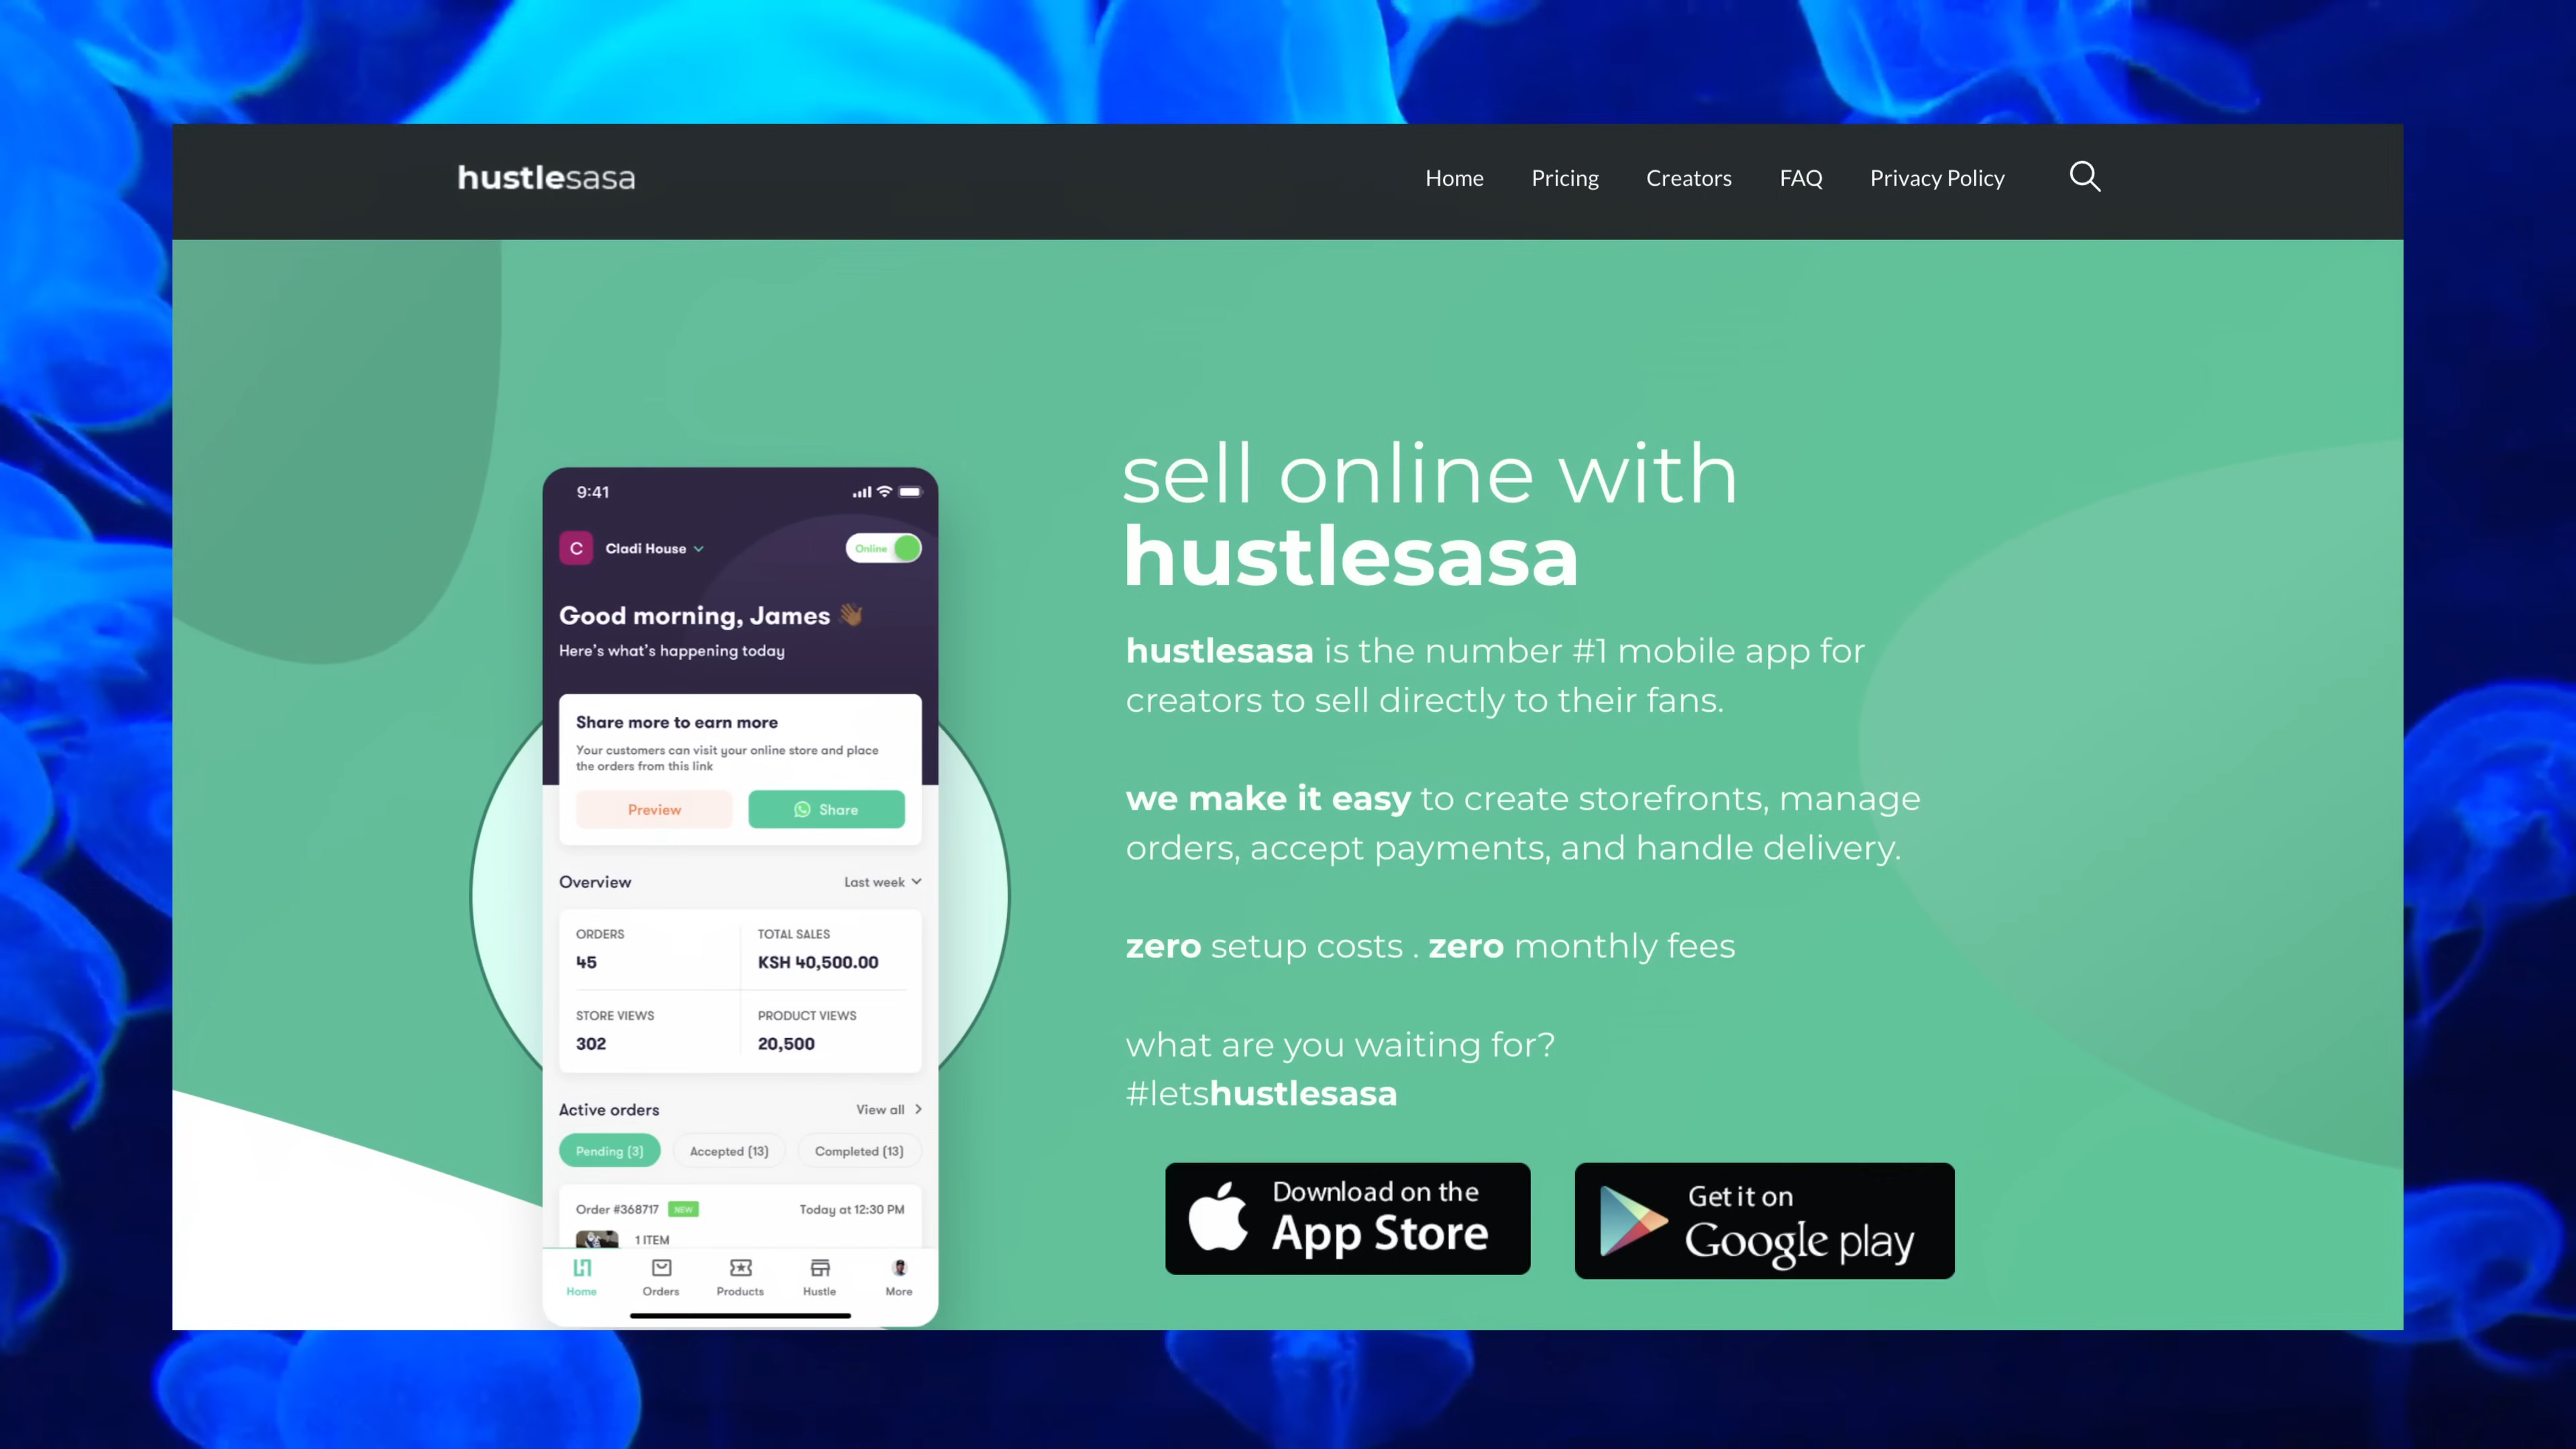 hustlesasa
Home Pricing Creators FAQ Privacy Policy
9:41
C Cladi House Online
Good morning, James
Here's what's happening today
Share more to earn more
Your customers can visit your online store and place
the orders from this link
Preview Share
Overview Last week
ORDERS TOTAL SALES
45 KSH 40,500.00
STORE VIEWS PRODUCT VIEWS
302 20,500
Active orders View all
Pending (3) Accepted (13) Completed (13)
Order #368717 NEW Today at 12:30 PM
1 ITEM
Home Orders Products Hustle More
sell online with
hustlesasa
hustlesasa is the number #1 mobile app for
creators to sell directly to their fans.
we make it easy to create storefronts, manage
orders, accept payments, and handle delivery.
zero setup costs . zero monthly fees
what are you waiting for?
#letshustlesasa
Download on the
App Store
Get it on
Google play